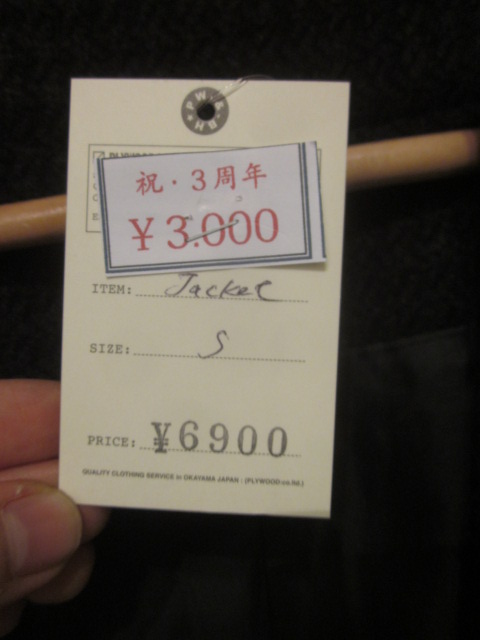 祝・3周年
¥3.000
ITEM: Jacket
SIZE: S
PRICE: ¥6900
QUALITY CLOTHING SERVICE in OKAYAMA JAPAN : (PLYWOOD.co.ltd.)